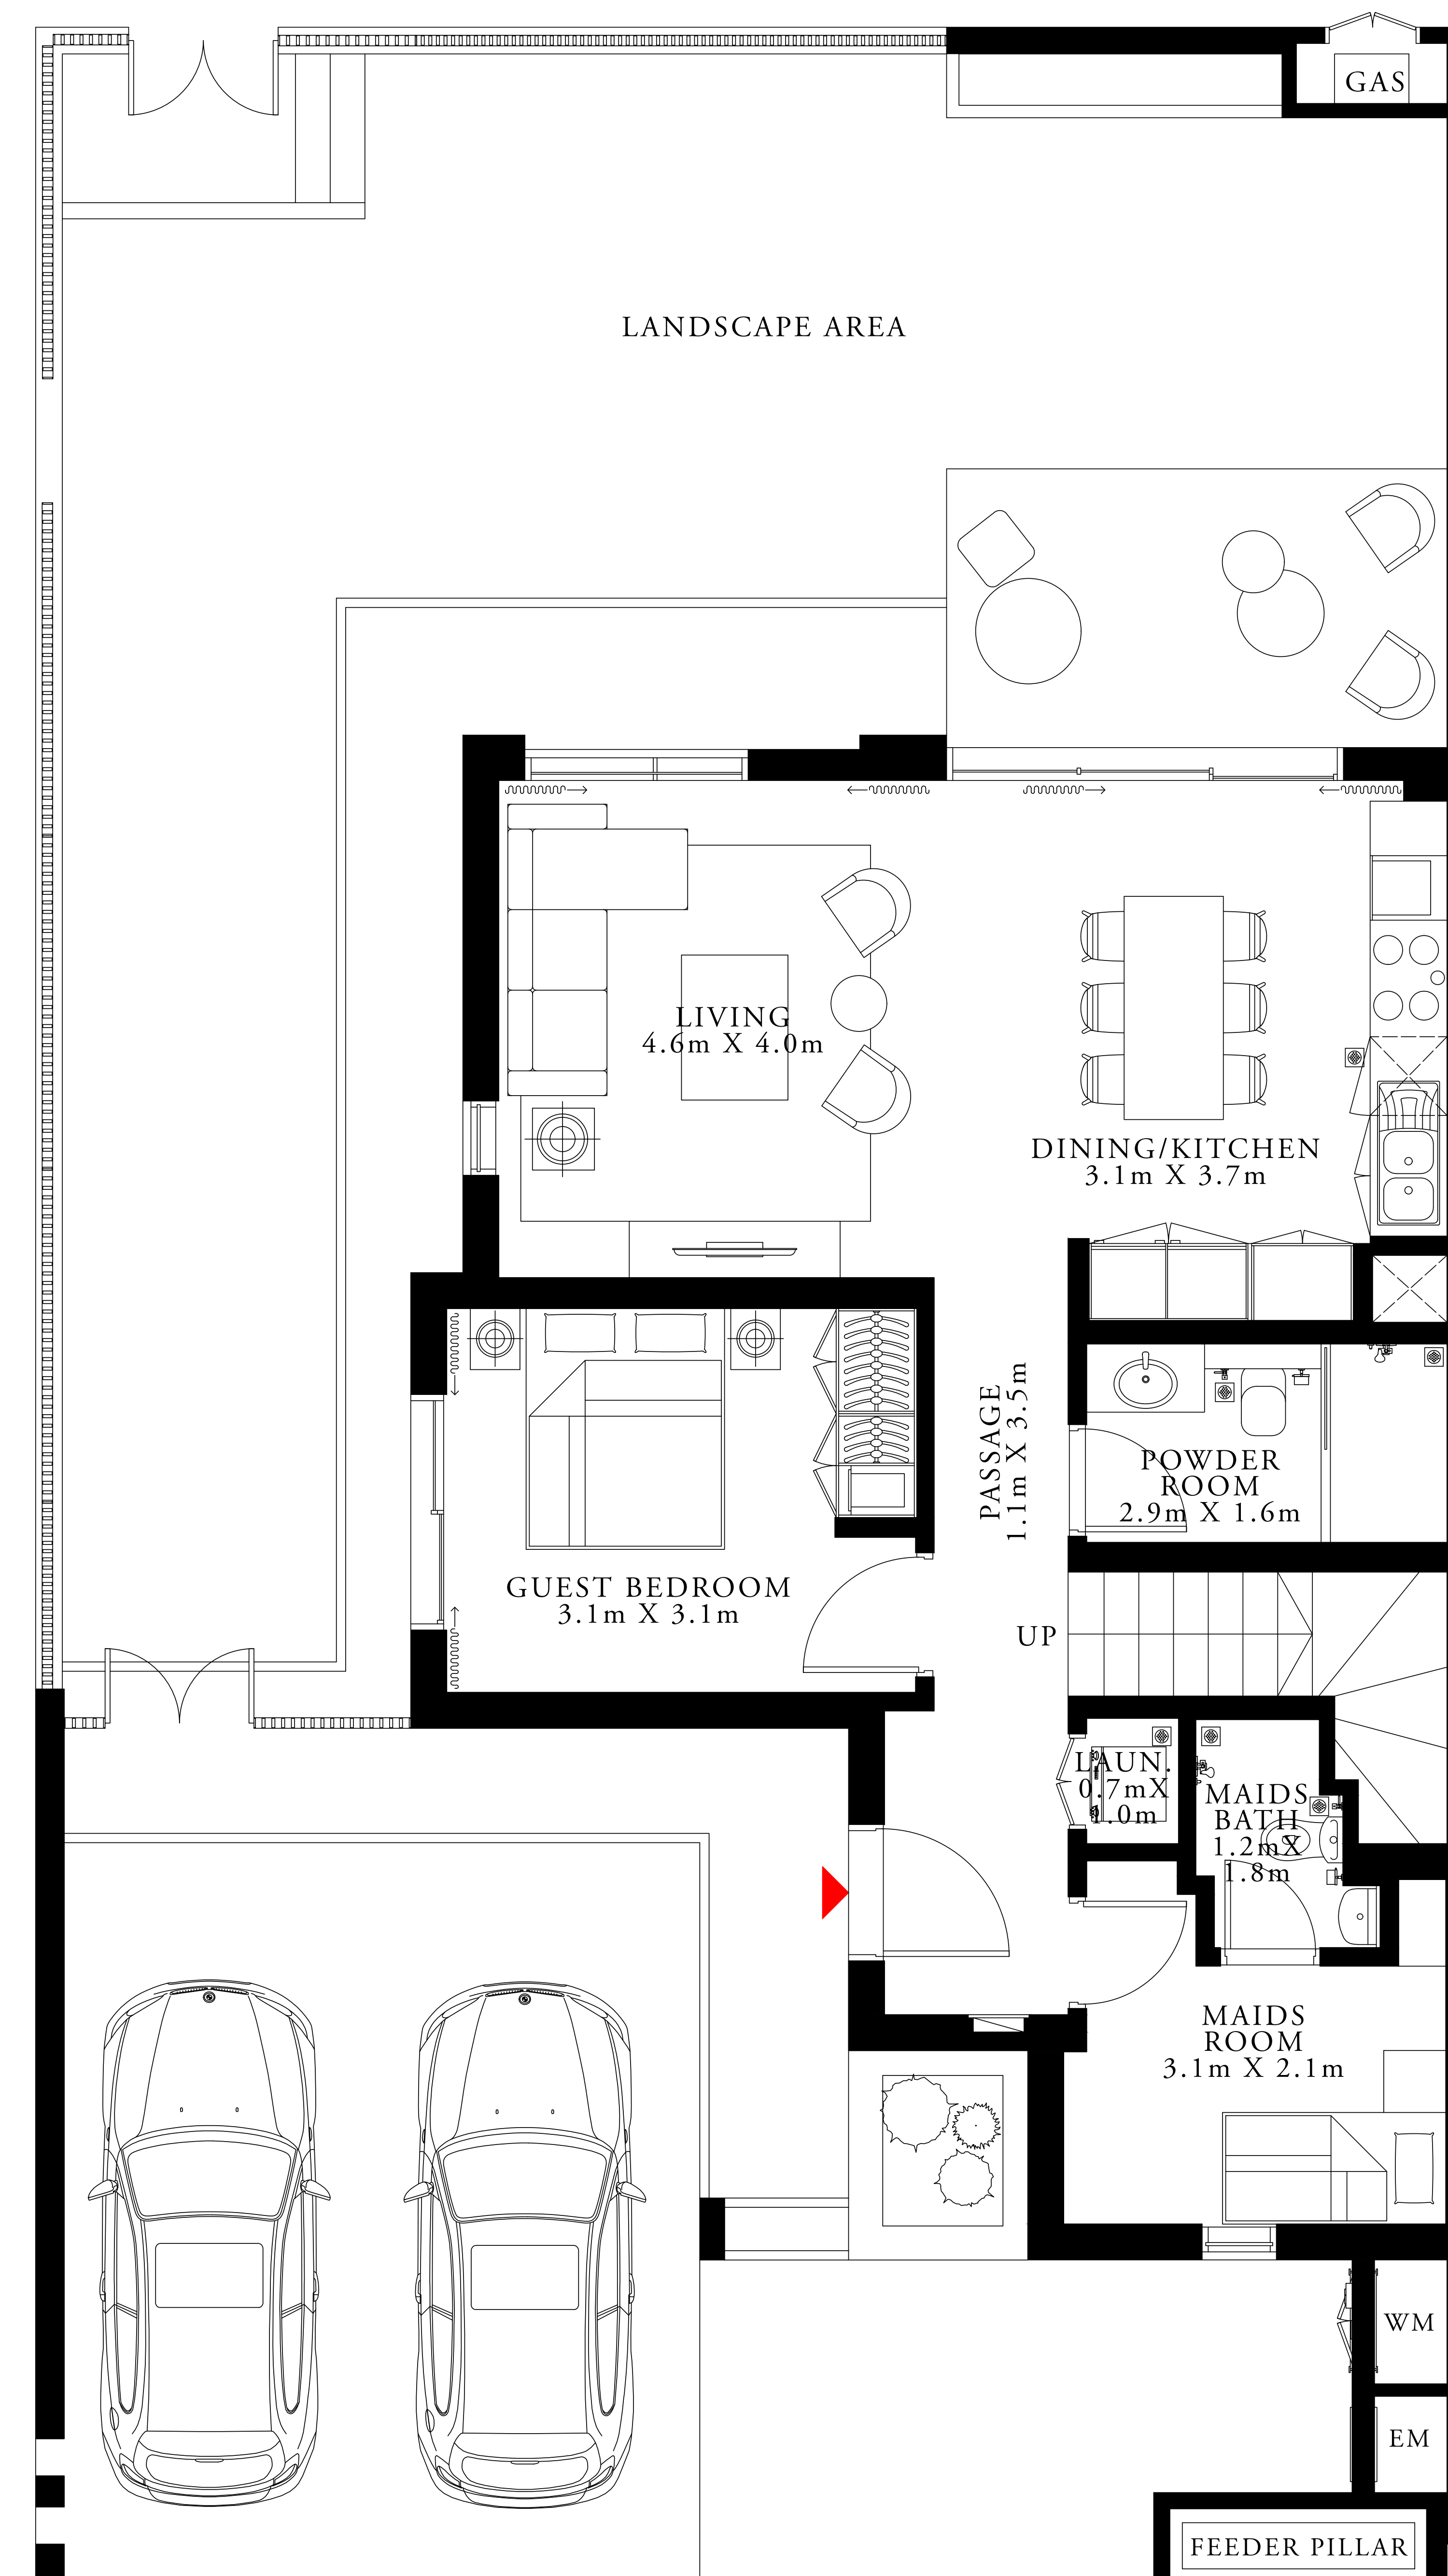 GAS
LANDSCAPE AREA
LIVING
4.6m X 4.0m
DINING/KITCHEN
3.1m X 3.7m
PASSAGE
1.1m X 3.5m
POWDER
ROOM
2.9m X 1.6m
GUEST BEDROOM
3.1m X 3.1m
UP
LAUN.
0.7mX
1.0m
MAIDS
BATH
1.2mX
1.8m
MAIDS
ROOM
3.1m X 2.1m
WM
EM
FEEDER PILLAR